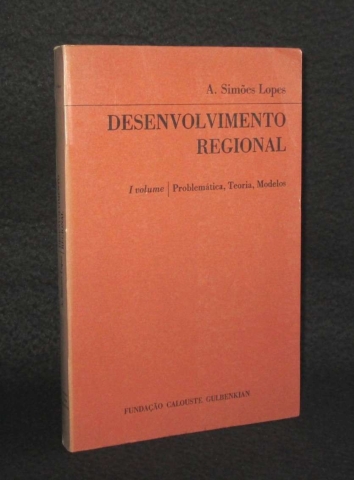 A. Simões Lopes
DESENVOLVIMENTO
REGIONAL
I volume | Problemática, Teoria, Modelos
FUNDAÇÃO CALOUSTE GULBENKIAN